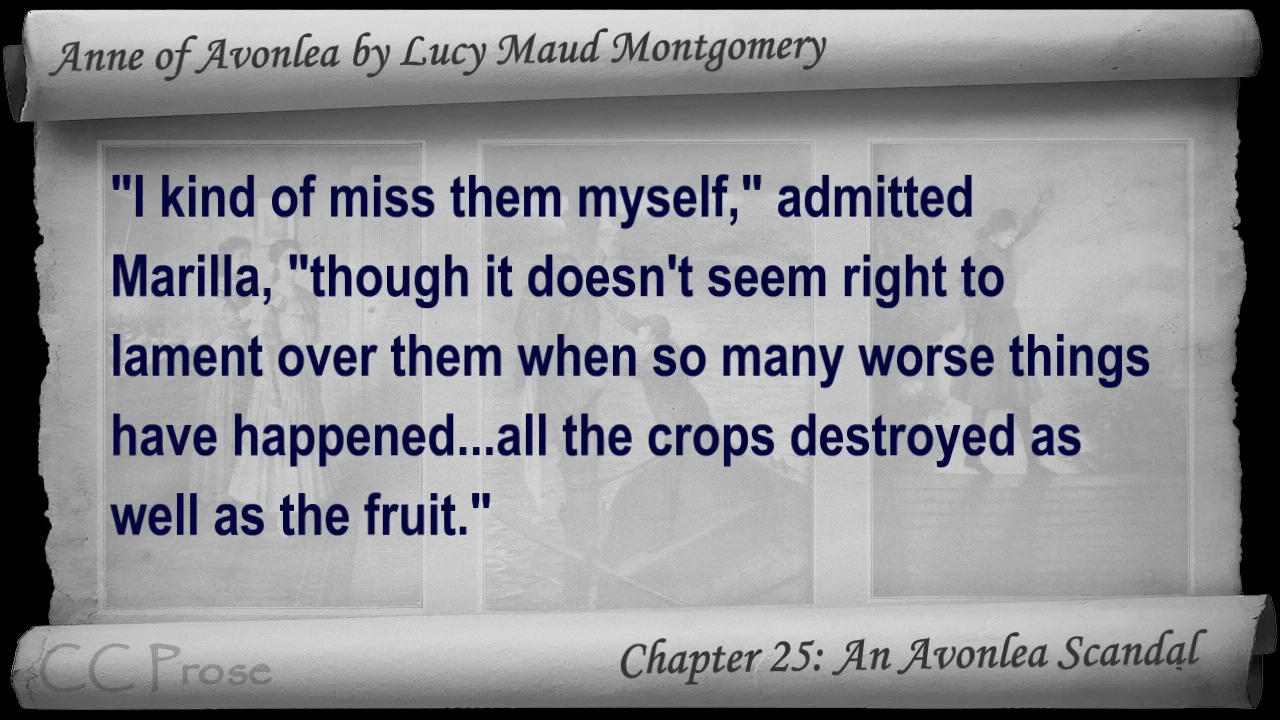 Anne of Avonlea by Lucy Maud Montgomery
"I kind of miss them myself," admitted
Marilla, "though it doesn't seem right to
lament over them when so many worse things
have happened...all the crops destroyed as
well as the fruit."
CC Prose
Chapter 25: An Avonlea Scandal